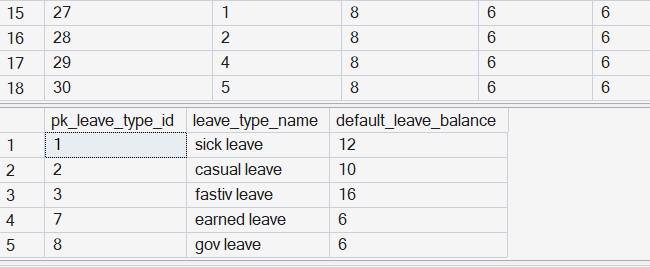 15 27 1 8 6 6
16 28 2 8 6 6
17 29 4 8 6 6
18 30 5 8 6 6
pk_leave_type_id leave_type_name default_leave_balance
1 1 sick leave 12
2 2 casual leave 10
3 3 fastiv leave 16
4 7 earned leave 6
5 8 gov leave 6